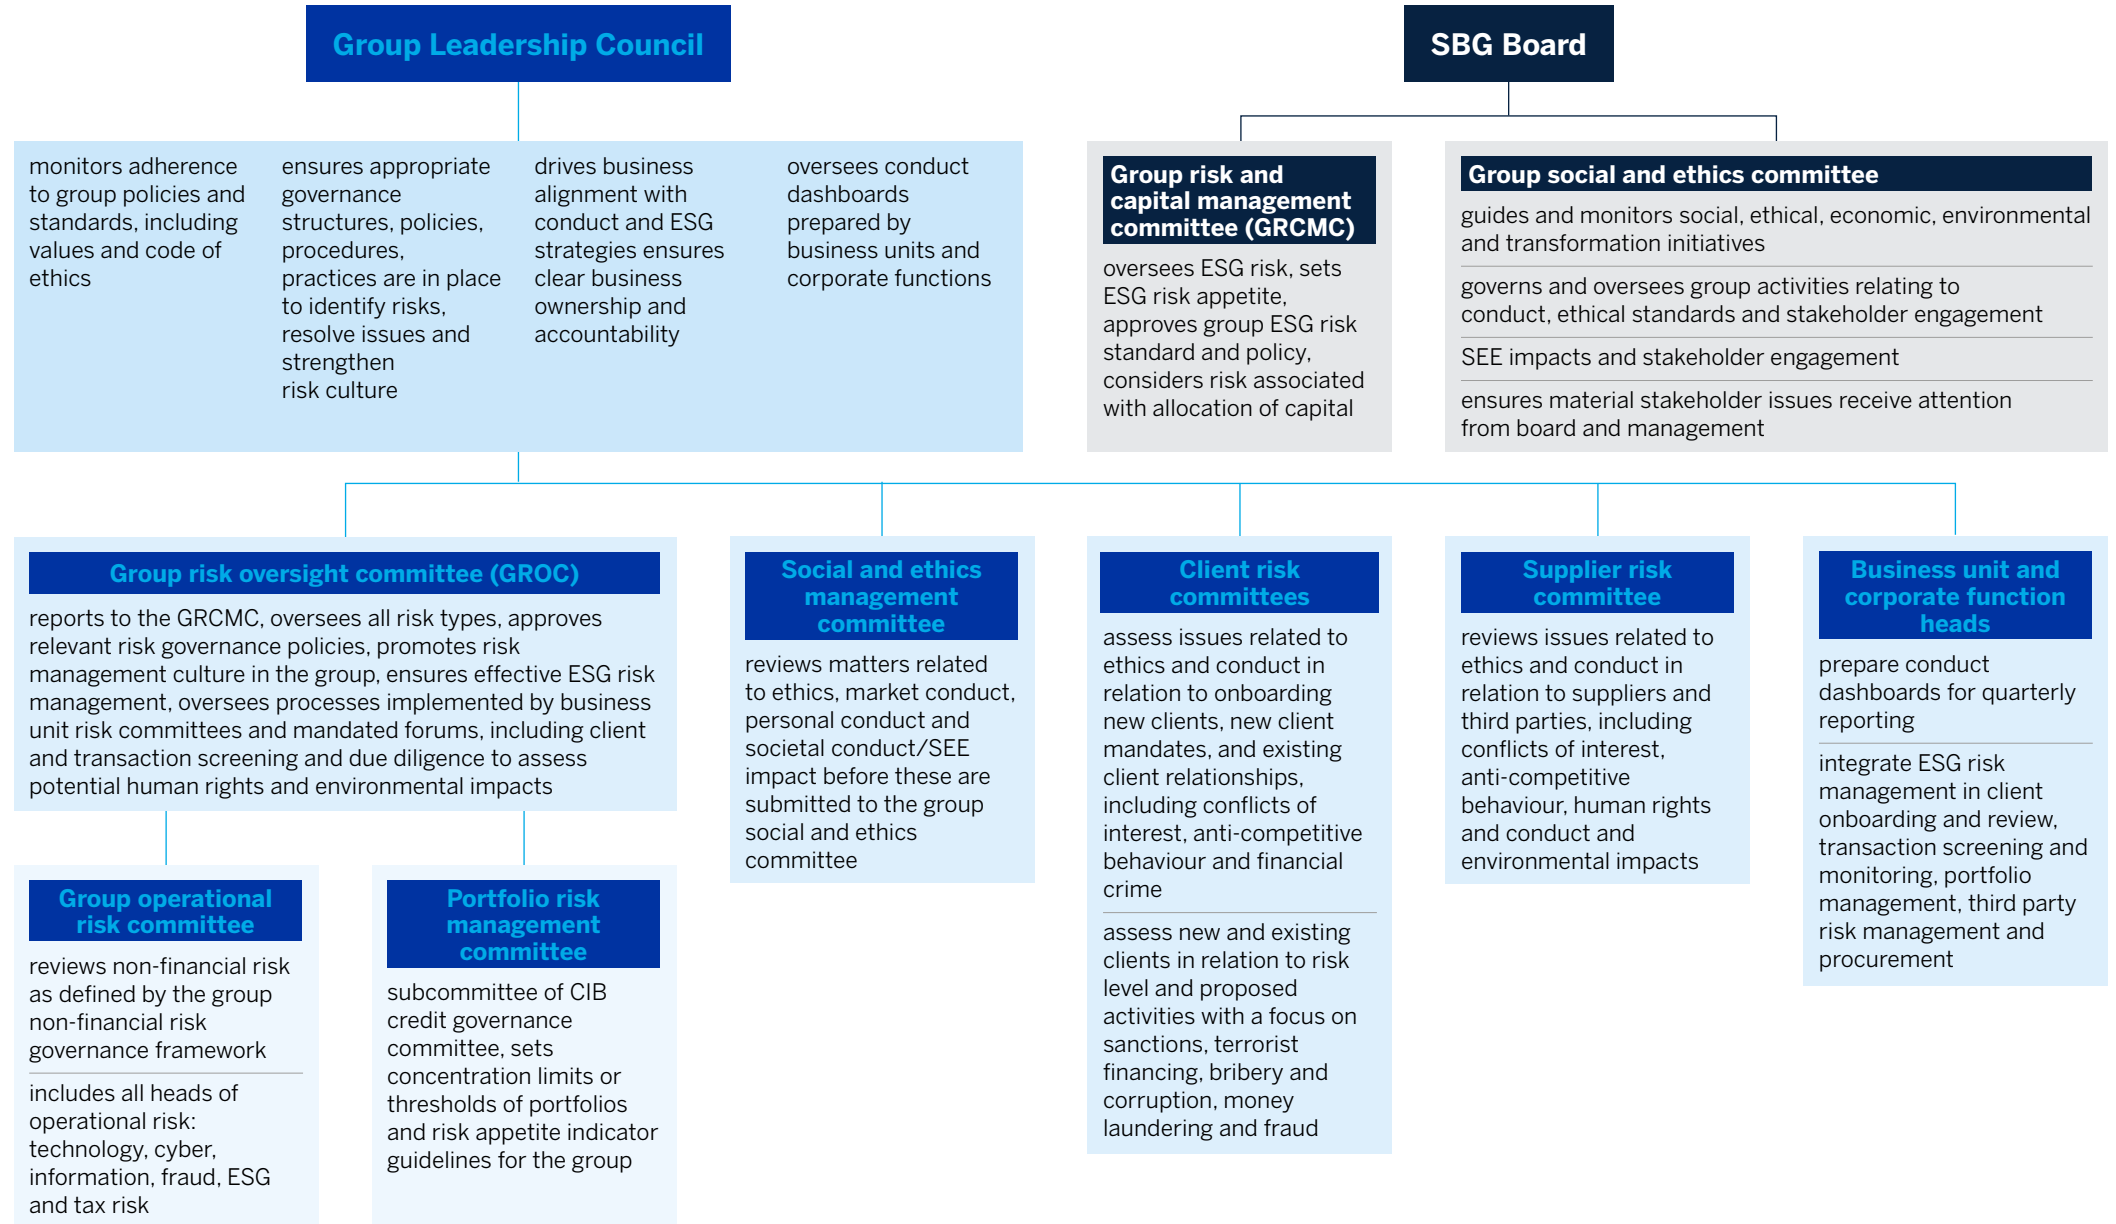 Group Leadership Council
SBG Board
monitors adherence
to group policies and
standards, including
values and code of
ethics
ensures appropriate
governance
structures, policies,
procedures,
practices are in place
to identify risks,
resolve issues and
strengthen
risk culture
drives business
alignment with
conduct and ESG
strategies ensures
clear business
ownership and
accountability
oversees conduct
dashboards
prepared by
business units and
corporate functions
Group risk and
capital management
committee (GRCMC)
oversees ESG risk, sets
ESG risk appetite,
approves group ESG risk
standard and policy,
considers risk associated
with allocation of capital
Group social and ethics committee
guides and monitors social, ethical, economic, environmental
and transformation initiatives
governs and oversees group activities relating to
conduct, ethical standards and stakeholder engagement
SEE impacts and stakeholder engagement
ensures material stakeholder issues receive attention
from board and management
Group risk oversight committee (GROC)
reports to the GRCMC, oversees all risk types, approves
relevant risk governance policies, promotes risk
management culture in the group, ensures effective ESG risk
management, oversees processes implemented by business
unit risk committees and mandated forums, including client
and transaction screening and due diligence to assess
potential human rights and environmental impacts
Group operational
risk committee
reviews non-financial risk
as defined by the group
non-financial risk
governance framework
includes all heads of
operational risk:
technology, cyber,
information, fraud, ESG
and tax risk
Portfolio risk
management
committee
subcommittee of CIB
credit governance
committee, sets
concentration limits or
thresholds of portfolios
and risk appetite indicator
guidelines for the group
Social and ethics
management
committee
reviews matters related
to ethics, market conduct,
personal conduct and
societal conduct/SEE
impact before these are
submitted to the group
social and ethics
committee
Client risk
committees
assess issues related to
ethics and conduct in
relation to onboarding
new clients, new client
mandates, and existing
client relationships,
including conflicts of
interest, anti-competitive
behaviour and financial
crime
assess new and existing
clients in relation to risk
level and proposed
activities with a focus on
sanctions, terrorist
financing, bribery and
corruption, money
laundering and fraud
Supplier risk
committee
reviews issues related to
ethics and conduct in
relation to suppliers and
third parties, including
conflicts of interest,
anti-competitive
behaviour, human rights
and conduct and
environmental impacts
Business unit and
corporate function
heads
prepare conduct
dashboards for quarterly
reporting
integrate ESG risk
management in client
onboarding and review,
transaction screening and
monitoring, portfolio
management, third party
risk management and
procurement